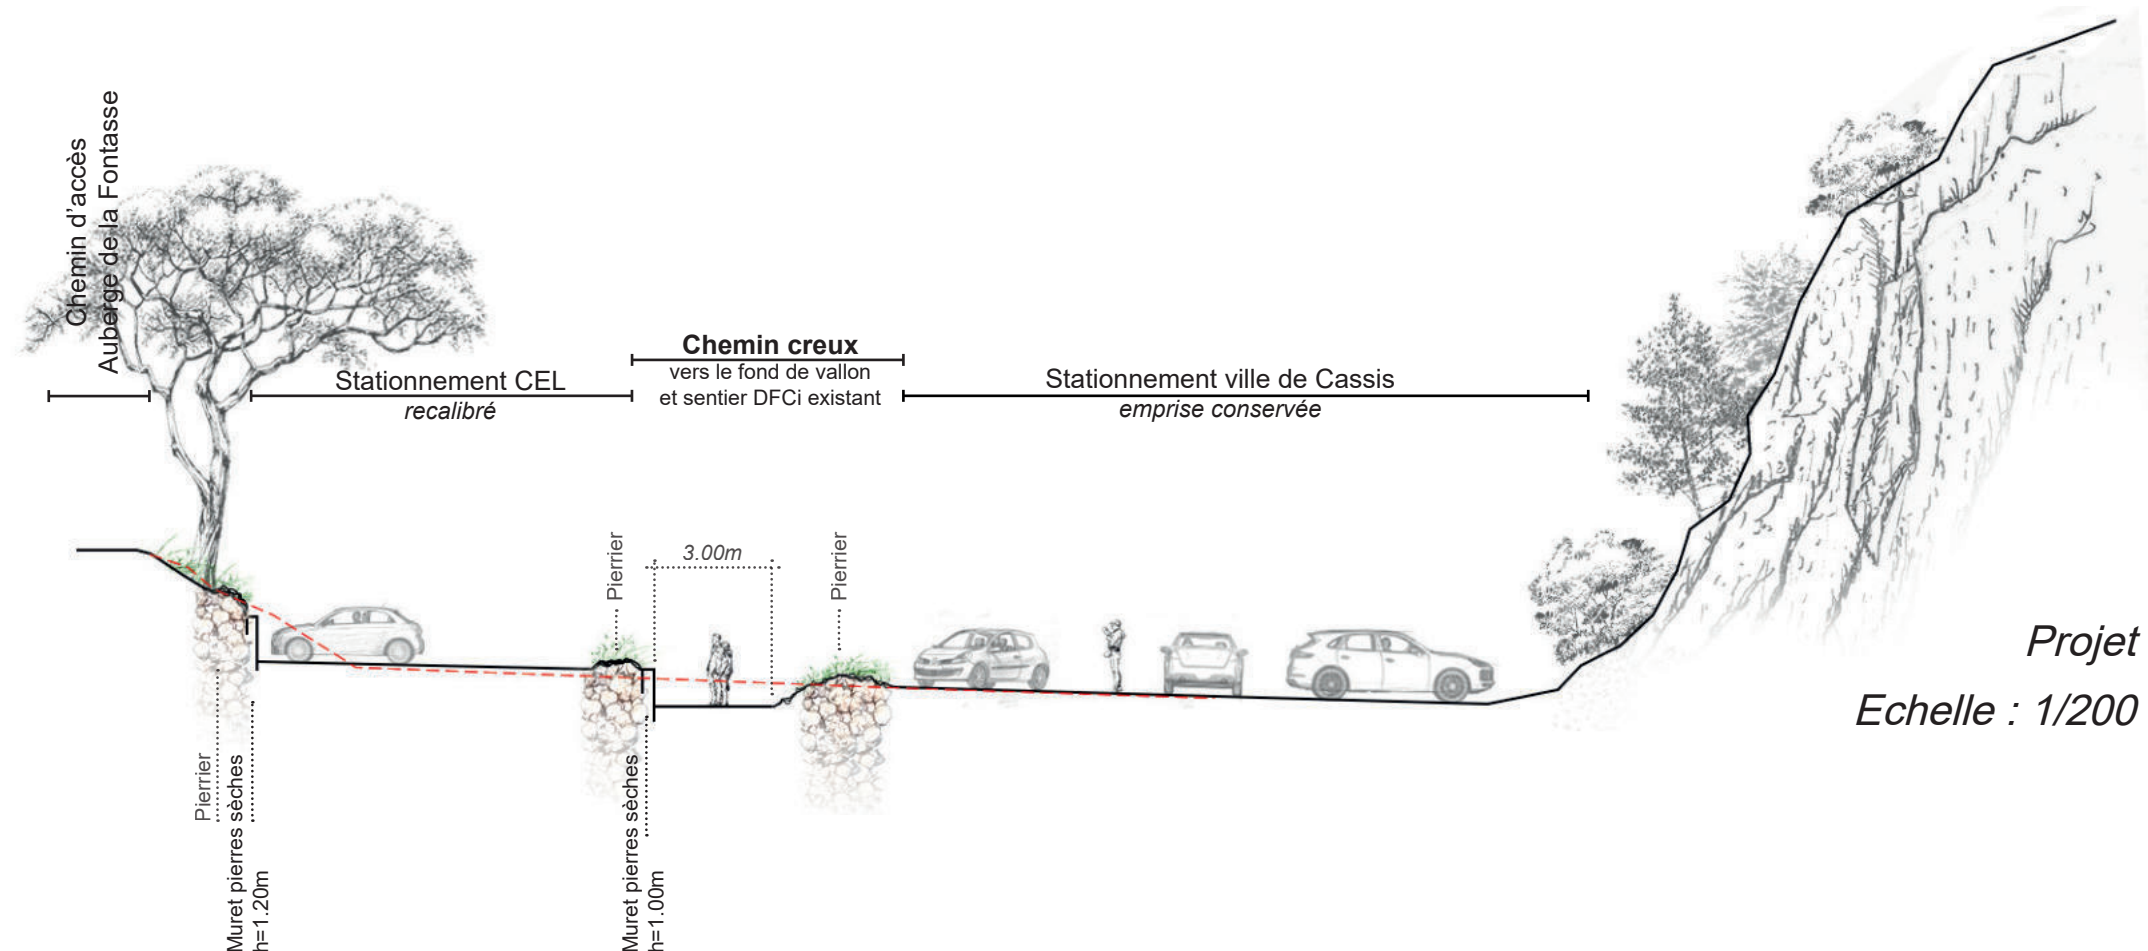 Chemin d'accès
Auberge de la Fontasse
Stationnement CEL
recalibré
Chemin creux
vers le fond de vallon
et sentier DFCi existant
Stationnement ville de Cassis
emprise conservée
Pierrier
3.00m
Pierrier
Projet
Echelle : 1/200
Pierrier
Muret pierres sèches
h=1.20m
Muret pierres sèches
h=1.00m